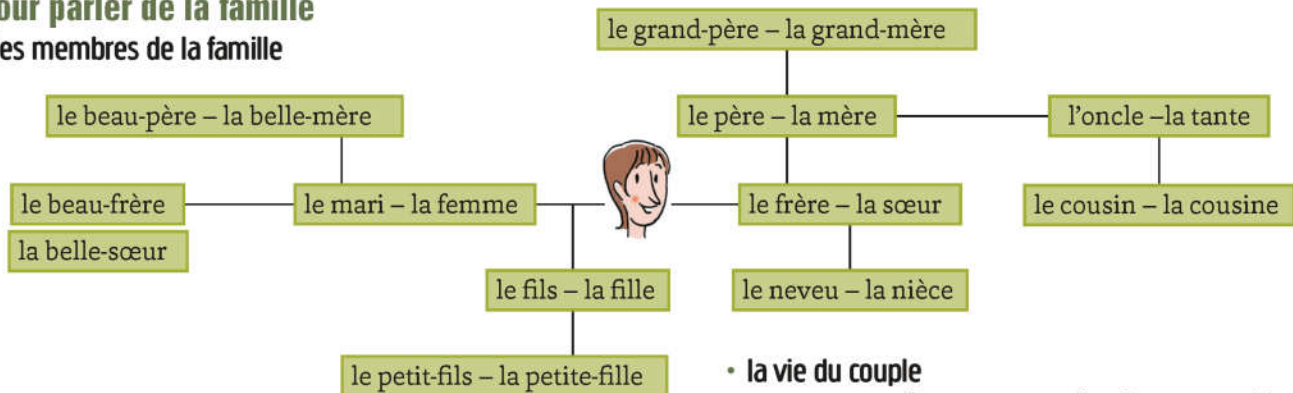 our parler de la famille
es membres de la famille
le grand-père – la grand-mère
le beau-père – la belle-mère
le père – la mère
l'oncle –la tante
le beau-frère
le mari – la femme
le frère – la sœur
le cousin – la cousine
la belle-sœur
le fils – la fille
le neveu – la nièce
le petit-fils – la petite-fille
• la vie du couple